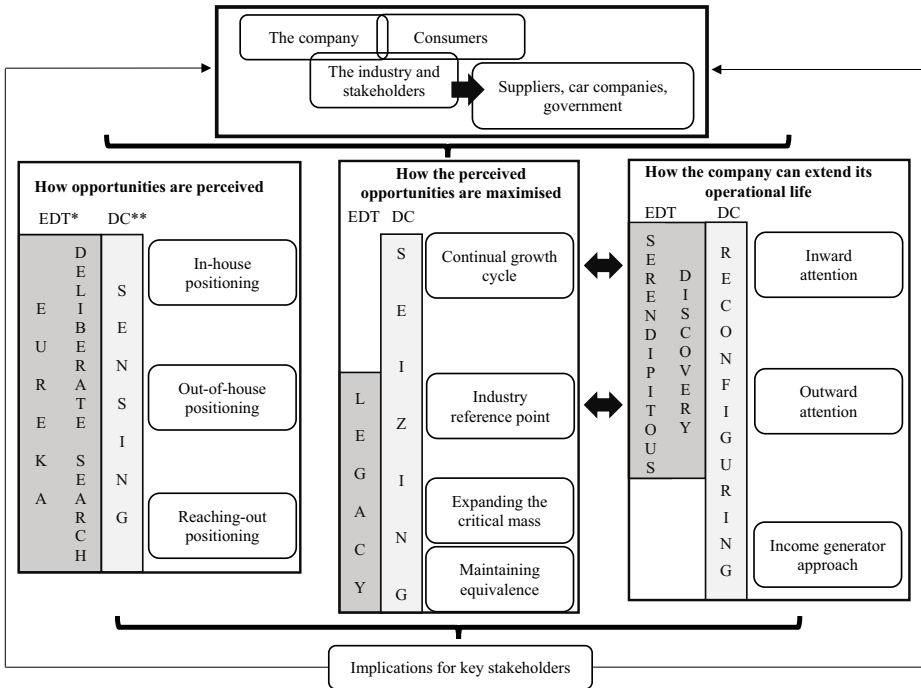 The company
Consumers
The industry and
stakeholders
Suppliers, car companies,
government
How opportunities are perceived
EDT*
DC**
EUREKA
DELIBERATE SEARCH
SENSING
In-house
positioning
Out-of-house
positioning
Reaching-out
positioning
How the perceived
opportunities are maximised
EDT
DC
LEGACY
SEIZING
Continual growth
cycle
Industry
reference point
Expanding the
critical mass
Maintaining
equivalence
How the company can extend its
operational life
EDT
DC
SERENDIPITOUS
DISCOVERY
RECONFIGURING
Inward
attention
Outward
attention
Income generator
approach
Implications for key stakeholders